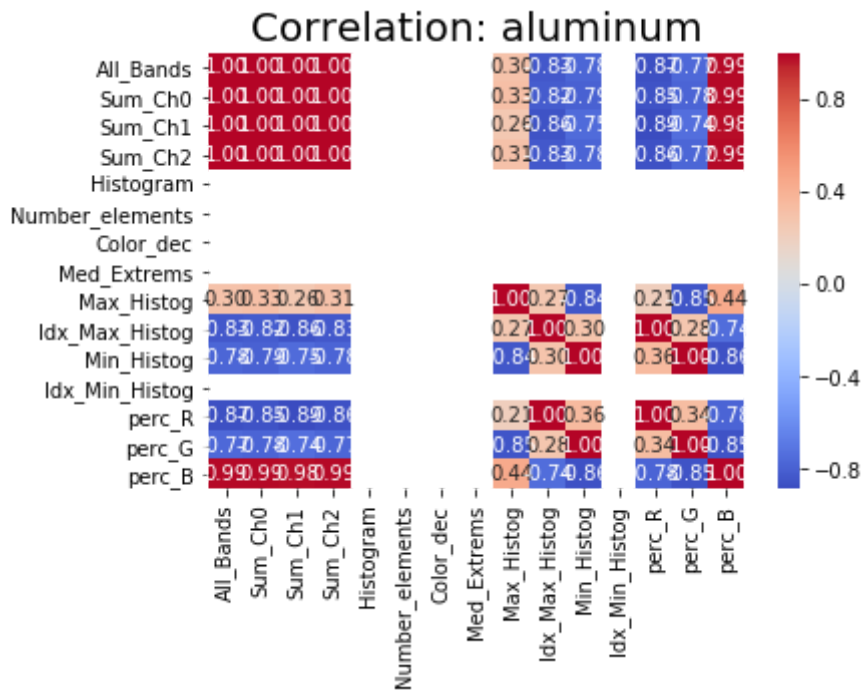 Correlation: aluminum
All_Bands 1.00 1.00 1.00 1.00 0.30 -0.83 -0.78 -0.87 -0.77 0.99
Sum_Ch0 1.00 1.00 1.00 1.00 0.33 -0.82 -0.79 -0.85 -0.78 0.99
Sum_Ch1 1.00 1.00 1.00 1.00 0.26 -0.86 -0.75 -0.89 -0.74 0.98
Sum_Ch2 1.00 1.00 1.00 1.00 0.31 -0.83 -0.78 -0.86 -0.77 0.99
Histogram
Number_elements
Color_dec
Med_Extrems
Max_Histog 0.30 0.33 0.26 0.31 1.00 0.27 -0.84 0.21 -0.85 0.44
Idx_Max_Histog -0.83 -0.82 -0.86 -0.83 0.27 1.00 0.30 1.00 0.28 -0.74
Min_Histog -0.78 -0.79 -0.75 -0.78 -0.84 0.30 1.00 0.36 1.00 -0.86
Idx_Min_Histog
perc_R -0.87 -0.85 -0.89 -0.86 0.21 1.00 0.36 1.00 0.34 -0.78
perc_G -0.77 -0.78 -0.74 -0.77 -0.85 0.28 1.00 0.34 1.00 -0.85
perc_B 0.99 0.99 0.98 0.99 0.44 -0.74 -0.86 -0.78 -0.85 1.00
All_Bands
Sum_Ch0
Sum_Ch1
Sum_Ch2
Histogram
Number_elements
Color_dec
Med_Extrems
Max_Histog
Idx_Max_Histog
Min_Histog
Idx_Min_Histog
perc_R
perc_G
perc_B
0.8
0.4
0.0
−0.4
−0.8